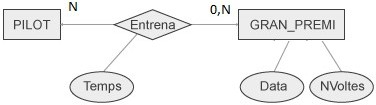 N
0,N
PILOT
Entrena
GRAN_PREMI
Temps
Data
NVoltes